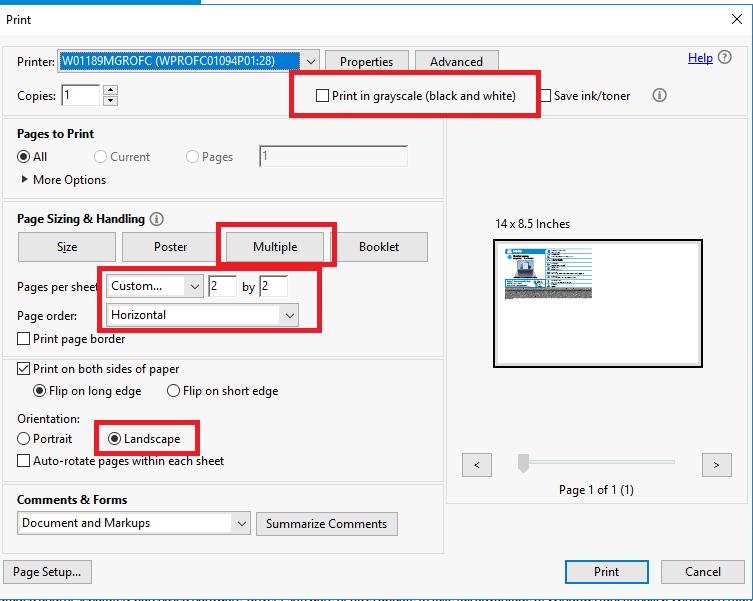 Print
Printer: W01189MGROFC (WPROFC01094P01:28) Properties Advanced Help
Copies: 1 Print in grayscale (black and white) Save ink/toner
Pages to Print
All Current Pages 1
More Options
Page Sizing & Handling
Size Poster Multiple Booklet
Pages per sheet Custom... 2 by 2
Page order: Horizontal
Print page border
Print on both sides of paper
Flip on long edge Flip on short edge
Orientation:
Portrait Landscape
Auto-rotate pages within each sheet
Comments & Forms
Document and Markups Summarize Comments
14 x 8.5 Inches
< >
Page 1 of 1 (1)
Page Setup... Print Cancel